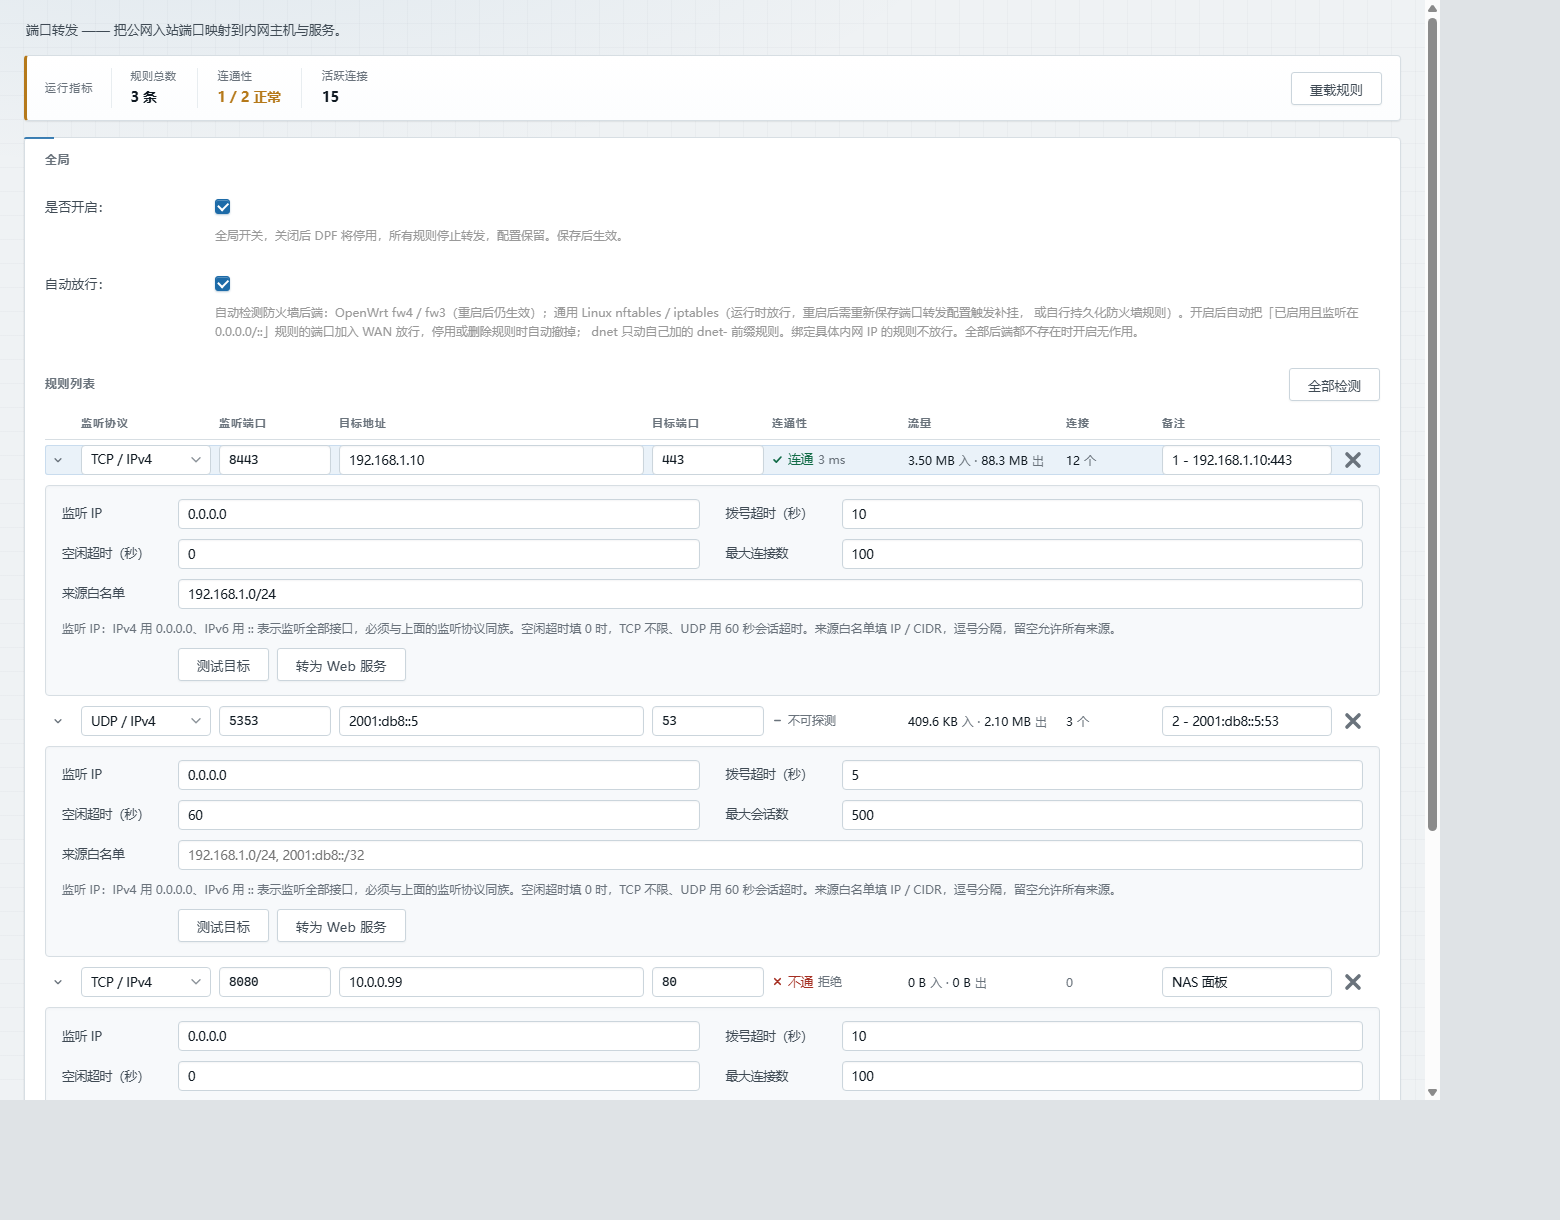 端口转发 —— 把公网入站端口映射到内网主机与服务。
运行指标
规则总数
3 条
连通性
1 / 2 正常
活跃连接
15
重载规则
全局
是否开启:
全局开关，关闭后 DPF 将停用，所有规则停止转发，配置保留。保存后生效。
自动放行:
自动检测防火墙后端：OpenWrt fw4 / fw3（重启后仍生效）；通用 Linux nftables / iptables（运行时放行，重启后需重新保存端口转发配置触发补挂， 或自行持久化防火墙规则）。开启后自动把「已启用且监听在
0.0.0.0/::」规则的端口加入 WAN 放行，停用或删除规则时自动撤掉； dnet 只动自己加的 dnet- 前缀规则。绑定具体内网 IP 的规则不放行。全部后端都不存在时开启无作用。
规则列表
全部检测
监听协议 监听端口 目标地址 目标端口 连通性 流量 连接 备注
TCP / IPv4 8443 192.168.1.10 443 连通 3 ms 3.50 MB 入 · 88.3 MB 出 12 个 1 - 192.168.1.10:443
监听 IP 0.0.0.0 拨号超时（秒） 10
空闲超时（秒） 0 最大连接数 100
来源白名单 192.168.1.0/24
监听 IP：IPv4 用 0.0.0.0、IPv6 用 :: 表示监听全部接口，必须与上面的监听协议同族。空闲超时填 0 时，TCP 不限、UDP 用 60 秒会话超时。来源白名单填 IP / CIDR，逗号分隔，留空允许所有来源。
测试目标 转为 Web 服务
UDP / IPv4 5353 2001:db8::5 53 – 不可探测 409.6 KB 入 · 2.10 MB 出 3 个 2 - 2001:db8::5:53
监听 IP 0.0.0.0 拨号超时（秒） 5
空闲超时（秒） 60 最大会话数 500
来源白名单 192.168.1.0/24, 2001:db8::/32
监听 IP：IPv4 用 0.0.0.0、IPv6 用 :: 表示监听全部接口，必须与上面的监听协议同族。空闲超时填 0 时，TCP 不限、UDP 用 60 秒会话超时。来源白名单填 IP / CIDR，逗号分隔，留空允许所有来源。
测试目标 转为 Web 服务
TCP / IPv4 8080 10.0.0.99 80 不通 拒绝 0 B 入 · 0 B 出 0 NAS 面板
监听 IP 0.0.0.0 拨号超时（秒） 10
空闲超时（秒） 0 最大连接数 100